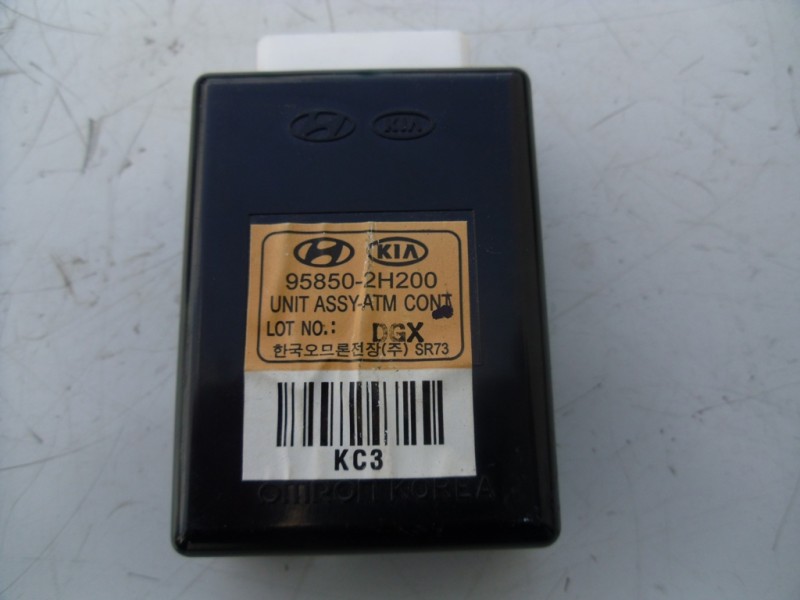 KIA
KIA
95850-2H200
UNIT ASSY-ATM CONT
LOT NO.: DGX
한국오므론전장(주) SR73
KC3
OMRON KOREA